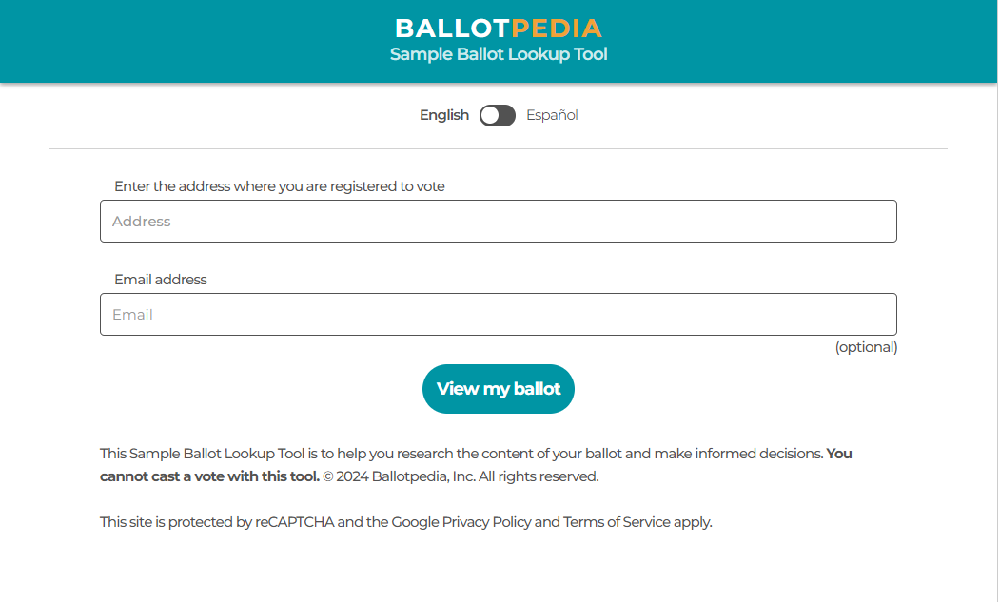 BALLOTPEDIA
Sample Ballot Lookup Tool
English Español
Enter the address where you are registered to vote
Address
Email address
Email
(optional)
View my ballot
This Sample Ballot Lookup Tool is to help you research the content of your ballot and make informed decisions. You
cannot cast a vote with this tool. © 2024 Ballotpedia, Inc. All rights reserved.
This site is protected by reCAPTCHA and the Google Privacy Policy and Terms of Service apply.